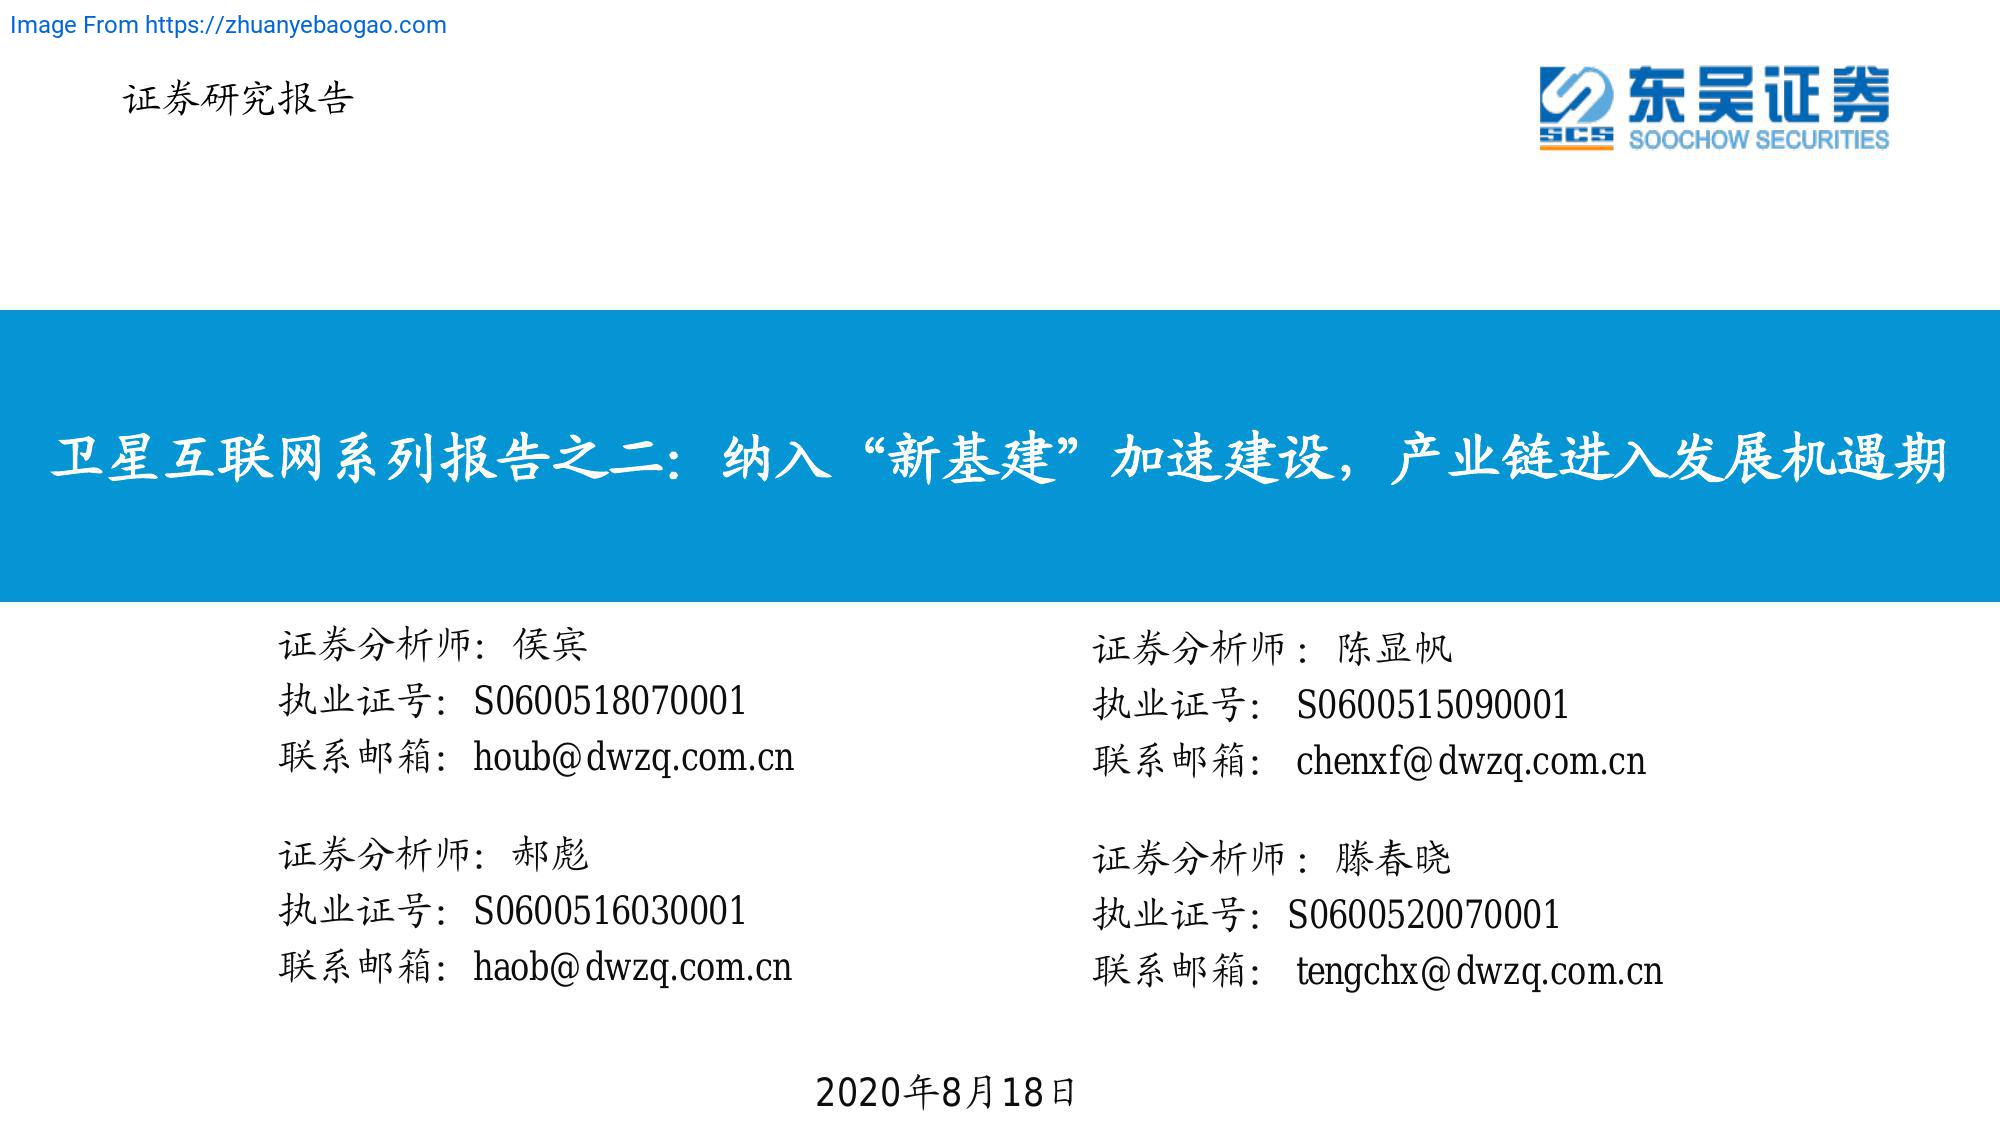 Image From https://zhuanyebaogao.com
证券研究报告
东吴证券
SCS
SOOCHOW SECURITIES
卫星互联网系列报告之二：纳入“新基建”加速建设，产业链进入发展机遇期
证券分析师：侯宾
执业证号：S0600518070001
联系邮箱：houb@dwzq.com.cn
证券分析师：陈显帆
执业证号： S0600515090001
联系邮箱： chenxf@dwzq.com.cn
证券分析师：郝彪
执业证号：S0600516030001
联系邮箱：haob@dwzq.com.cn
证券分析师：滕春晓
执业证号：S0600520070001
联系邮箱： tengchx@dwzq.com.cn
2020年8月18日